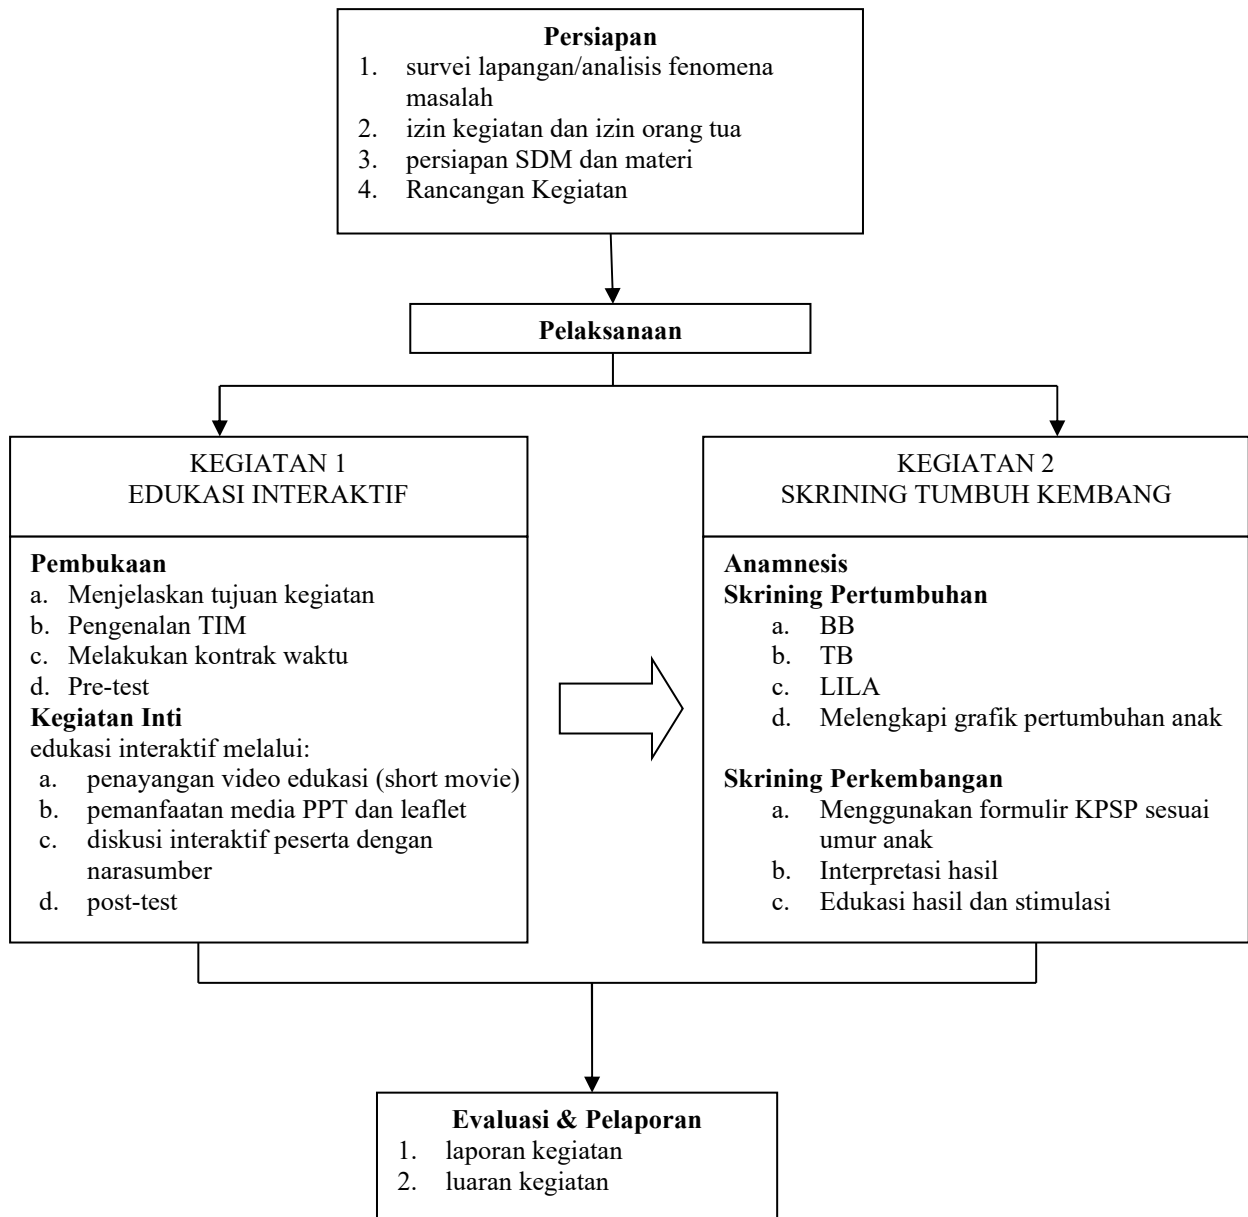 Persiapan
1. survei lapangan/analisis fenomena
masalah
2. izin kegiatan dan izin orang tua
3. persiapan SDM dan materi
4. Rancangan Kegiatan
Pelaksanaan
KEGIATAN 1
EDUKASI INTERAKTIF
Pembukaan
a. Menjelaskan tujuan kegiatan
b. Pengenalan TIM
c. Melakukan kontrak waktu
d. Pre-test
Kegiatan Inti
edukasi interaktif melalui:
a. penayangan video edukasi (short movie)
b. pemanfaatan media PPT dan leaflet
c. diskusi interaktif peserta dengan
narasumber
d. post-test
KEGIATAN 2
SKRINING TUMBUH KEMBANG
Anamnesis
Skrining Pertumbuhan
a. BB
b. TB
c. LILA
d. Melengkapi grafik pertumbuhan anak
Skrining Perkembangan
a. Menggunakan formulir KPSP sesuai
umur anak
b. Interpretasi hasil
c. Edukasi hasil dan stimulasi
Evaluasi & Pelaporan
1. laporan kegiatan
2. luaran kegiatan